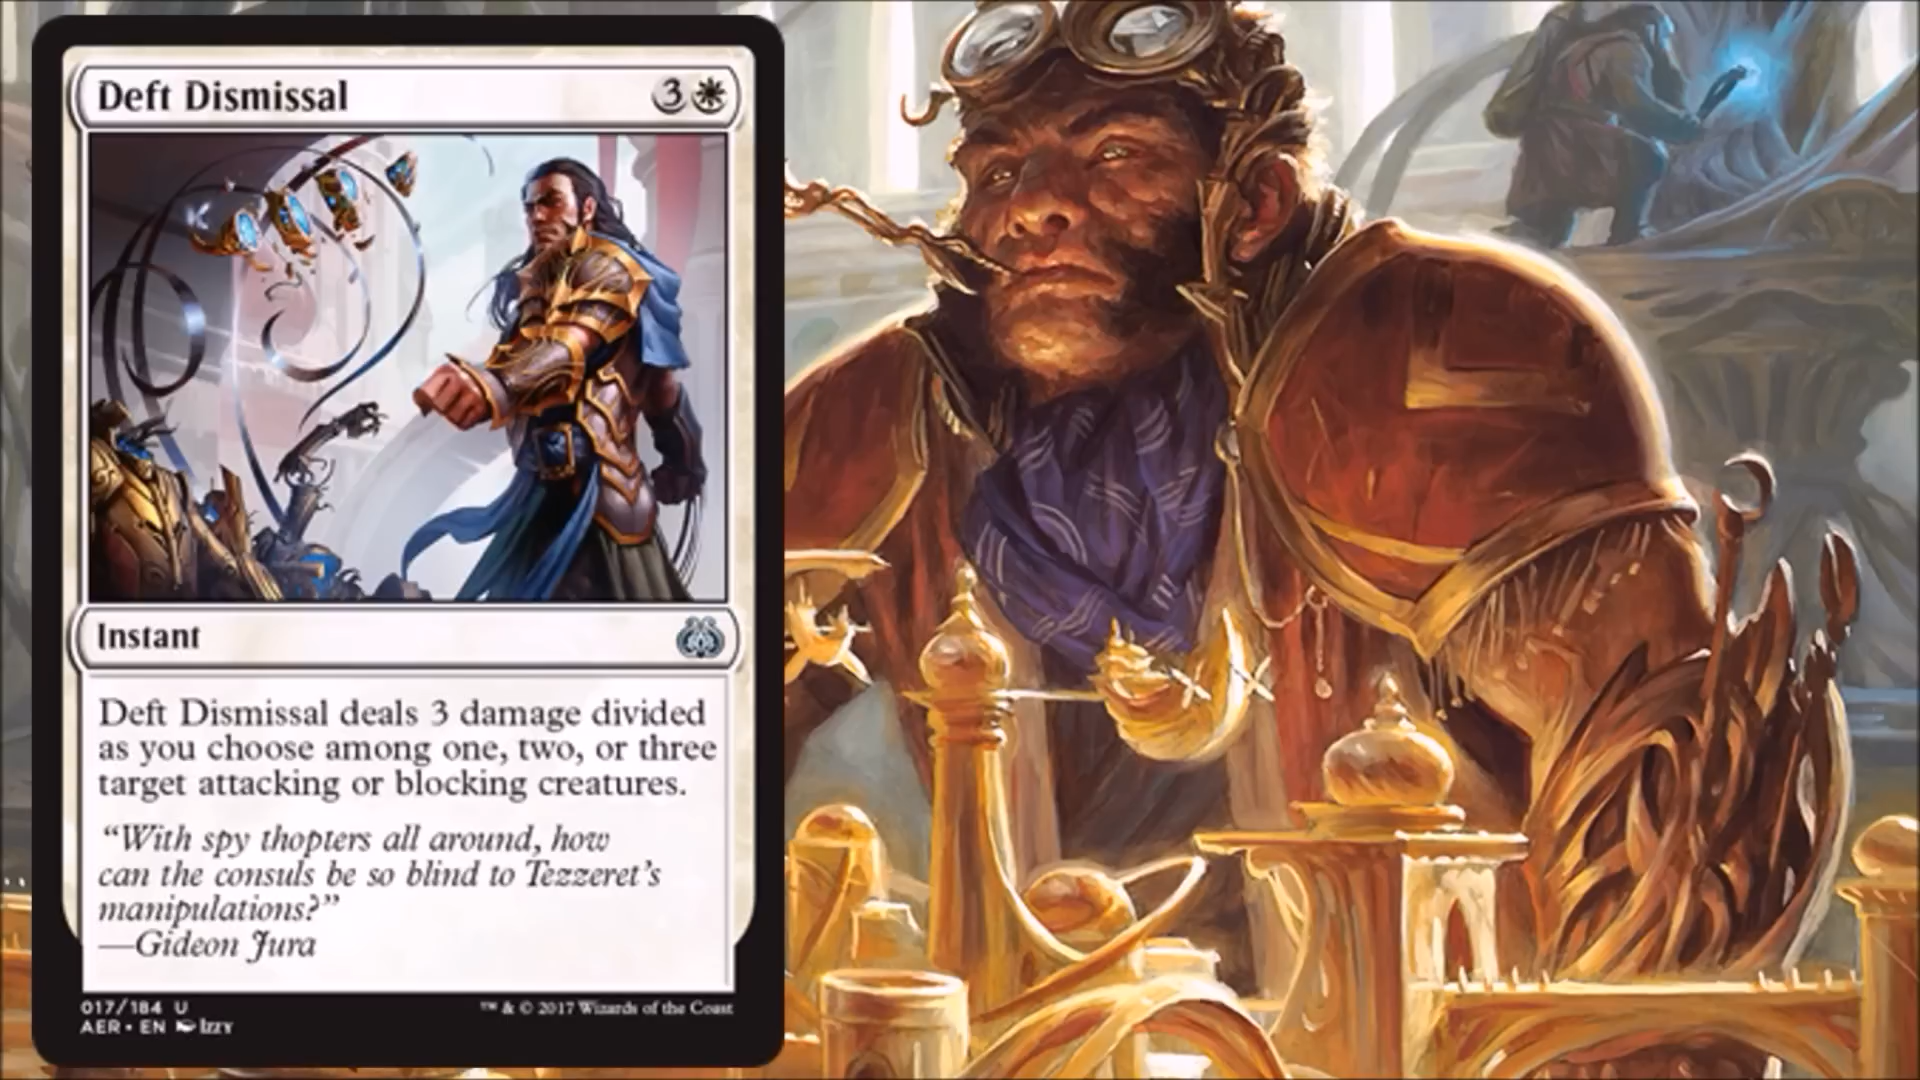 Deft Dismissal
3
Instant
Deft Dismissal deals 3 damage divided
as you choose among one, two, or three
target attacking or blocking creatures.
“With spy thopters all around, how
can the consuls be so blind to Tezzeret’s
manipulations?”
—Gideon Jura
017/184 U
™ & © 2017 Wizards of the Coast
AER • EN Izzy